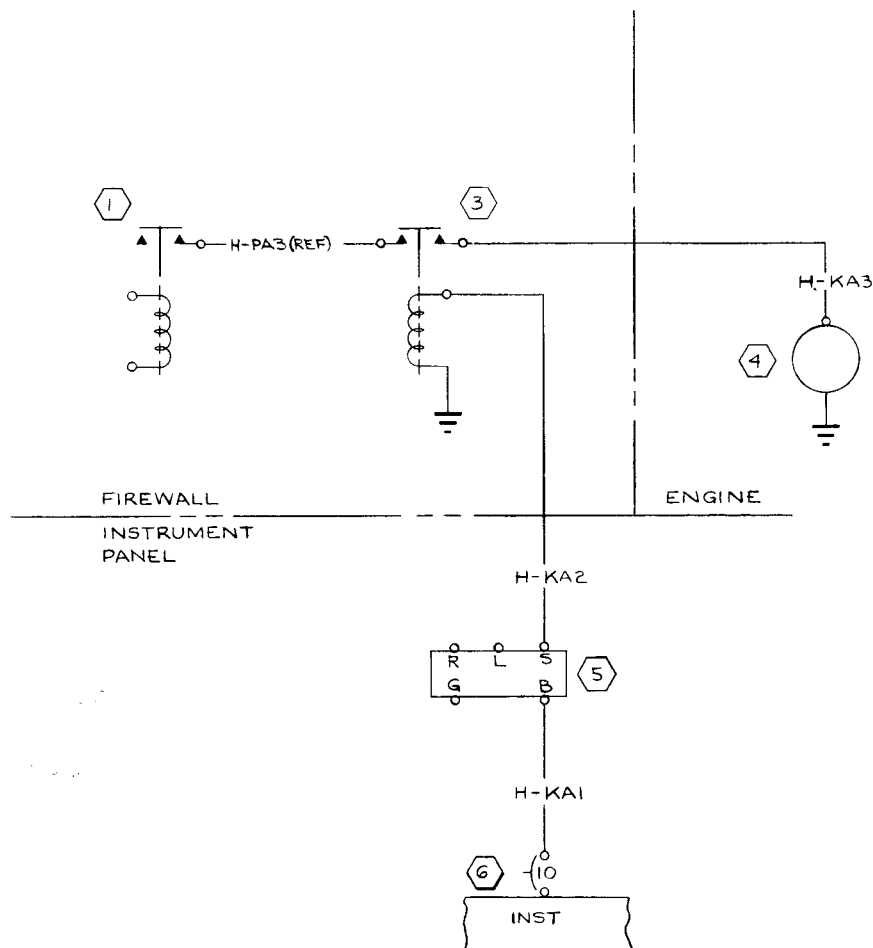 1
3
H-PA3(REF)
H-KA3
4
FIREWALL
ENGINE
INSTRUMENT
PANEL
H-KA2
R L S
5
G B
H-KA1
6
10
INST